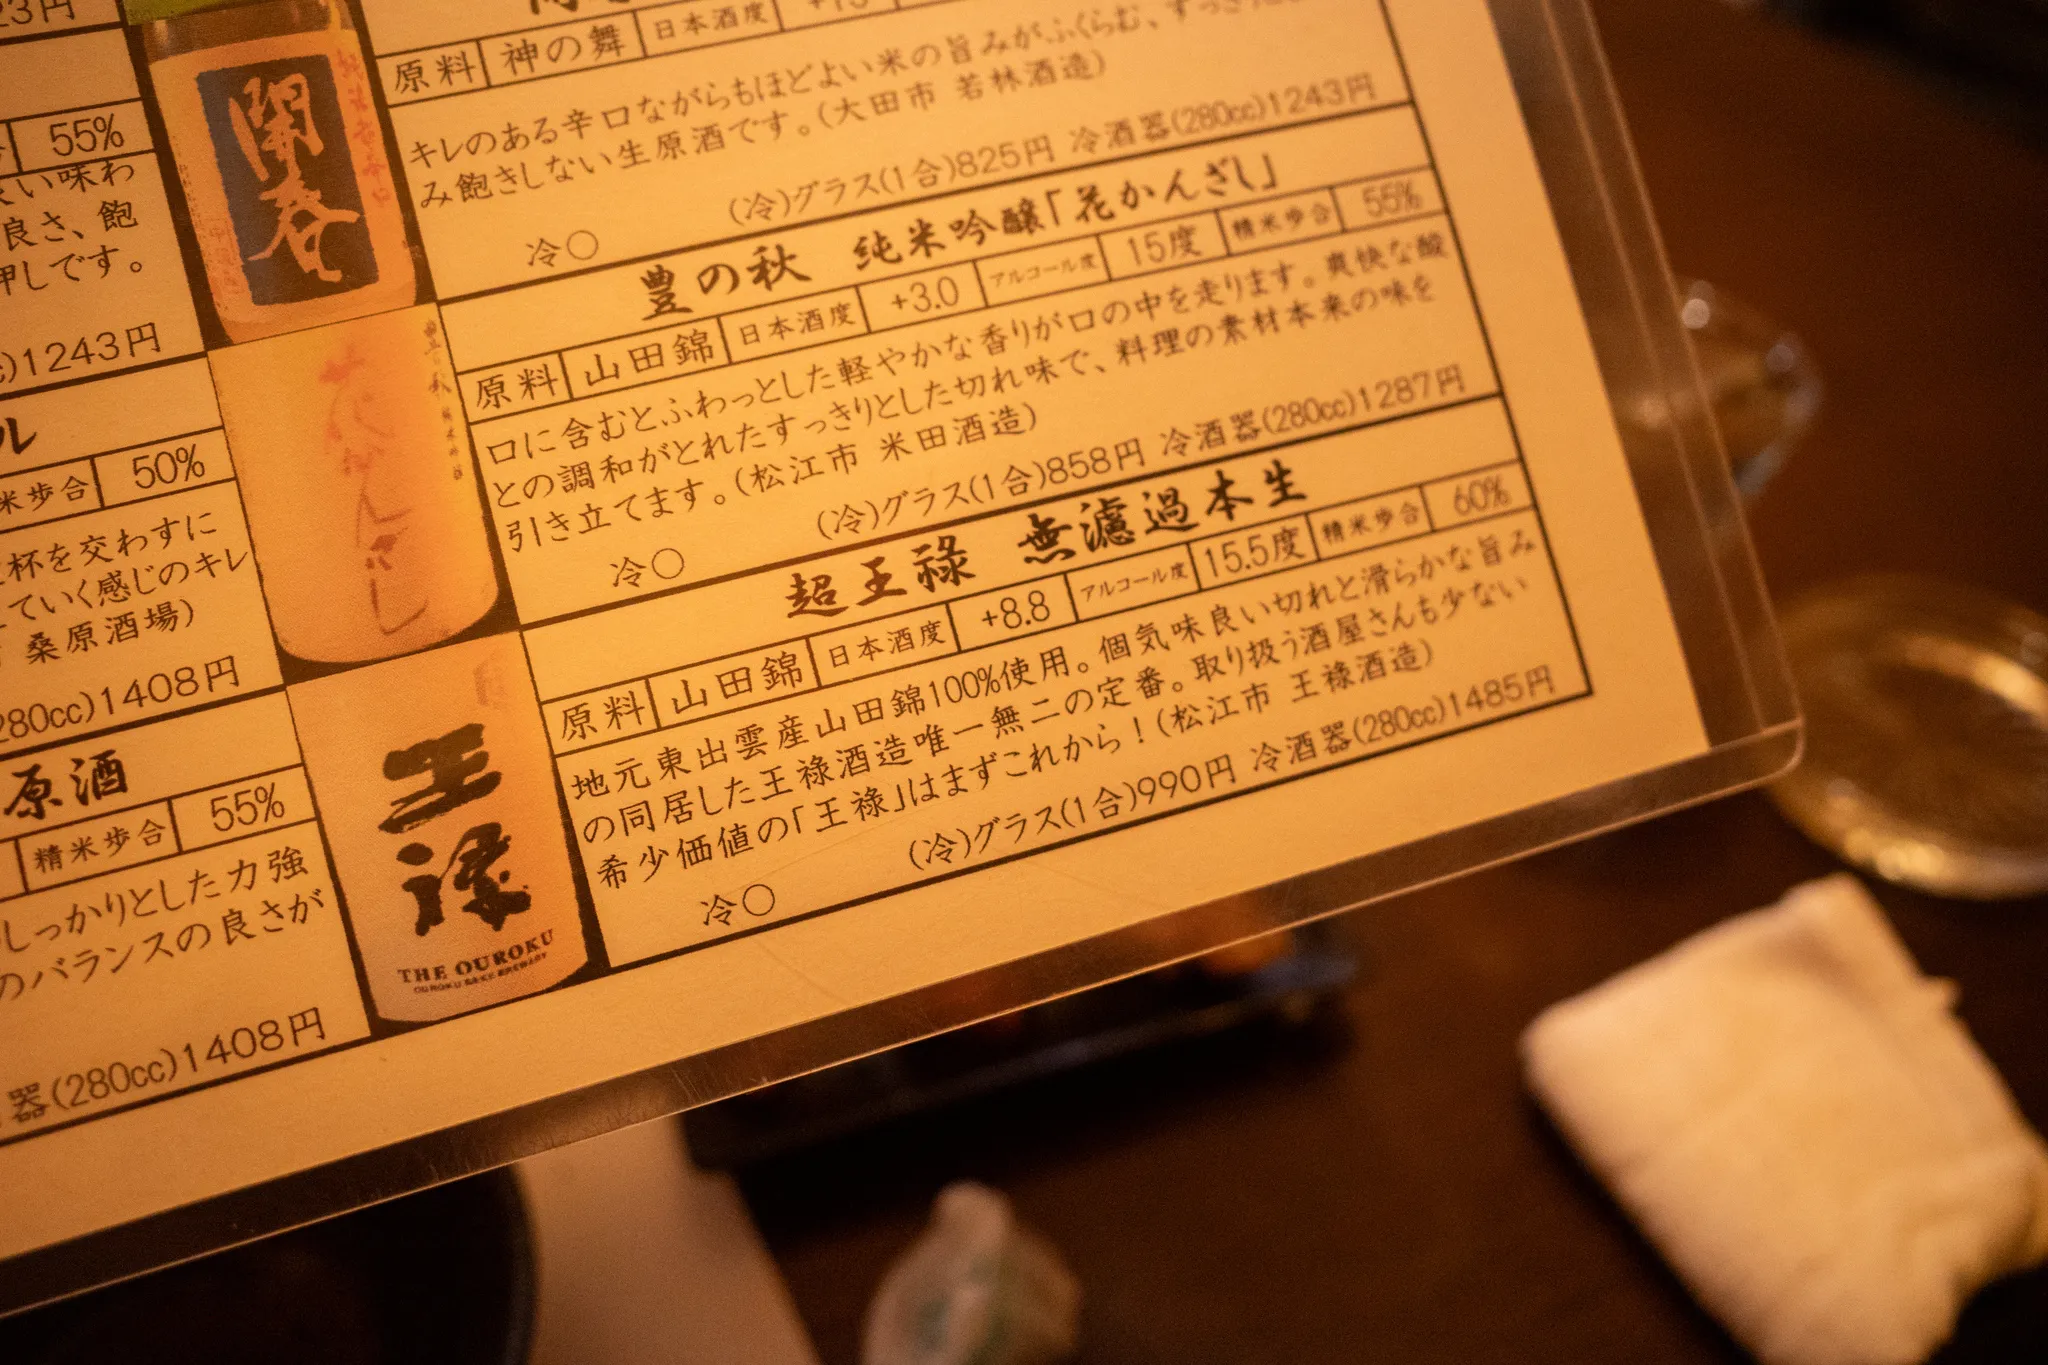 23円
55%
い味わ
良さ、飽
押しです。
c)1243円
ル
米歩合 50%
杯を交わすに
ていく感じのキレ
桑原酒場)
280cc)1408円
原酒
精米歩合 55%
しっかりとした力強
のバランスの良さが
器(280cc)1408円
開春
花かんざし
王祿
THE OUROKU
OUROKU SAKE BREWERY
原料 神の舞 日本酒度
キレのある辛口ながらもほどよい米の旨みがふくらむ、すっき
み飽きしない生原酒です。(大田市 若林酒造)
(冷)グラス(1合)825円 冷酒器(280cc)1243円
冷〇
豊の秋 純米吟醸「花かんざし」
原料 山田錦 日本酒度 +3.0 アルコール度 15度 精米歩合 55%
口に含むとふわっとした軽やかな香りが口の中を走ります。爽快な酸
との調和がとれたすっきりとした切れ味で、料理の素材本来の味を
引き立てます。(松江市 米田酒造)
(冷)グラス(1合)858円 冷酒器(280cc)1287円
冷〇
超王祿 無濾過本生
原料 山田錦 日本酒度 +8.8 アルコール度 15.5度 精米歩合 60%
地元東出雲産山田錦100%使用。個気味良い切れと滑らかな旨み
の同居した王祿酒造唯一無二の定番。取り扱う酒屋さんも少ない
希少価値の「王祿」はまずこれから!(松江市 王祿酒造)
(冷)グラス(1合)990円 冷酒器(280cc)1485円
冷〇